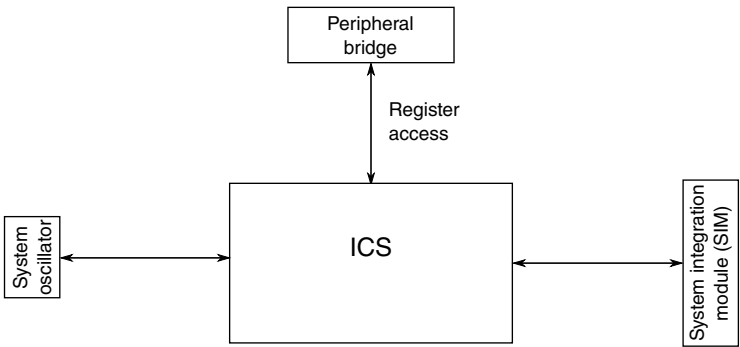 Peripheral
bridge
Register
access
ICS
System
oscillator
System integration
module (SIM)